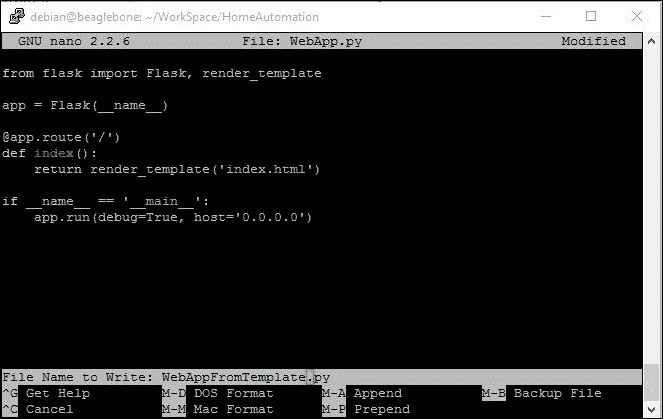 debian@beaglebone: ~/WorkSpace/HomeAutomation
GNU nano 2.2.6 File: WebApp.py Modified
from flask import Flask, render_template
app = Flask(__name__)
@app.route('/')
def index():
    return render_template('index.html')
if __name__ == '__main__':
    app.run(debug=True, host='0.0.0.0')
File Name to Write: WebAppFromTemplate.py
^G Get Help M-D DOS Format M-A Append M-B Backup File
^C Cancel M-M Mac Format M-P Prepend